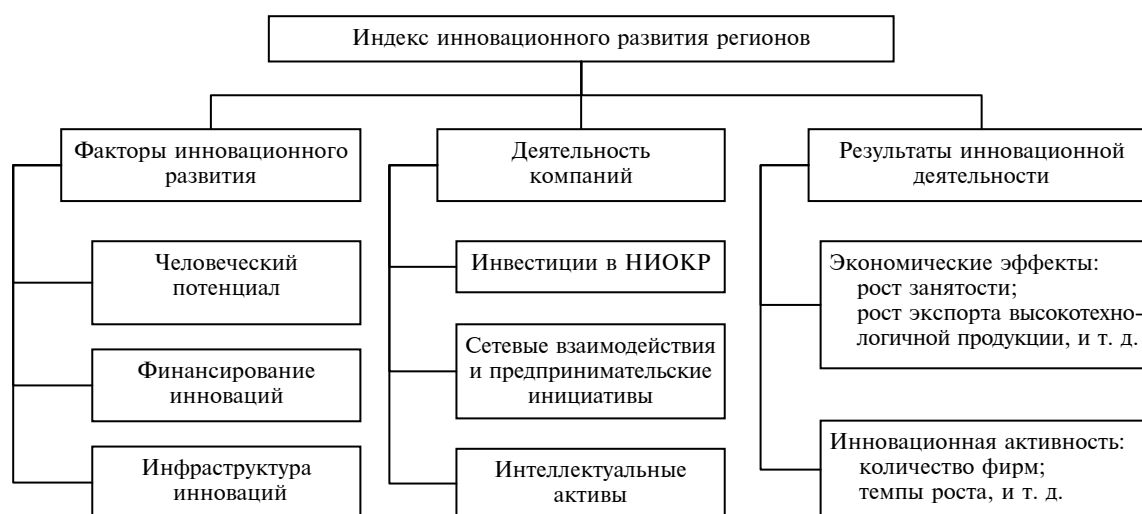 Индекс инновационного развития регионов
Факторы инновационного
развития
Человеческий
потенциал
Финансирование
инноваций
Инфраструктура
инноваций
Деятельность
компаний
Инвестиции в НИОКР
Сетевые взаимодействия
и предпринимательские
инициативы
Интеллектуальные
активы
Результаты инновационной
деятельности
Экономические эффекты:
рост занятости;
рост экспорта высокотехно-
логичной продукции, и т. д.
Инновационная активность:
количество фирм;
темпы роста, и т. д.